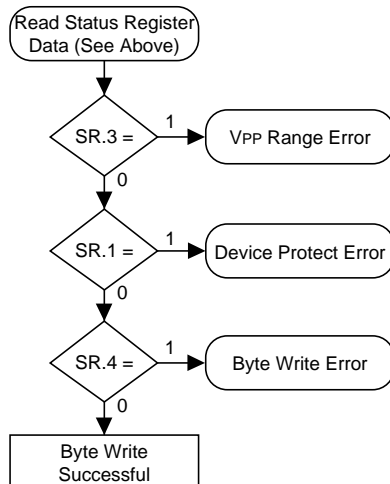 Read Status Register
Data (See Above)
SR.3 =
1
VPP Range Error
0
SR.1 =
1
Device Protect Error
0
SR.4 =
1
Byte Write Error
0
Byte Write
Successful